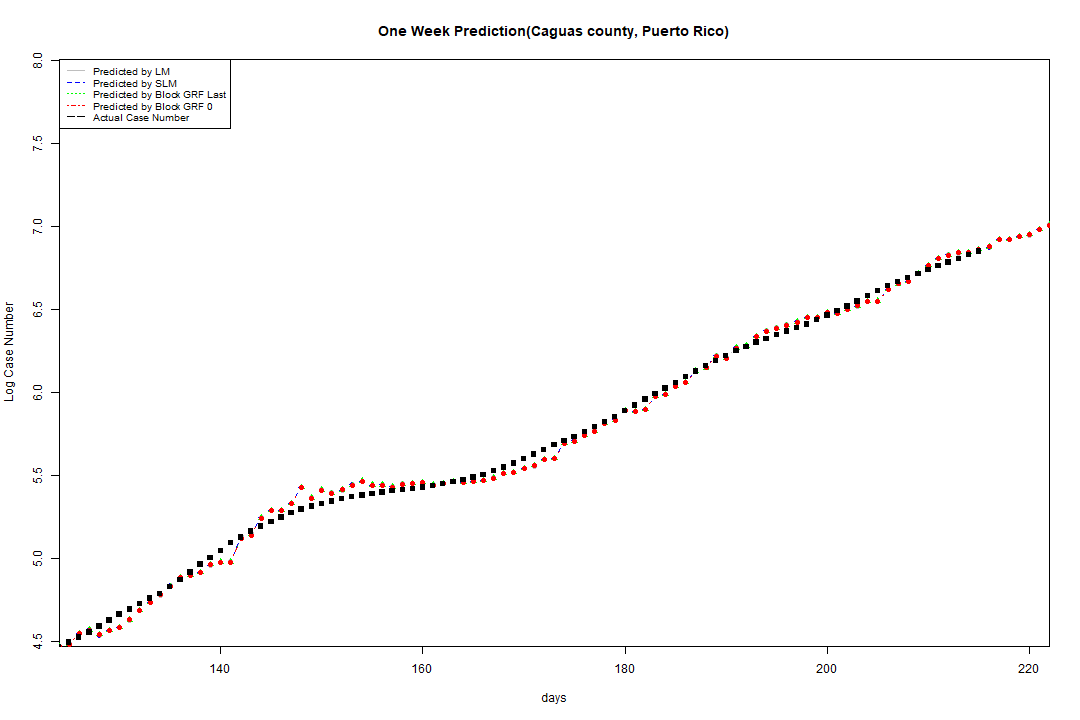 One Week Prediction(Caguas county, Puerto Rico)
Predicted by LM
Predicted by SLM
Predicted by Block GRF Last
Predicted by Block GRF 0
Actual Case Number
8.0
7.5
7.0
6.5
6.0
5.5
5.0
4.5
Log Case Number
140 160 180 200 220
days